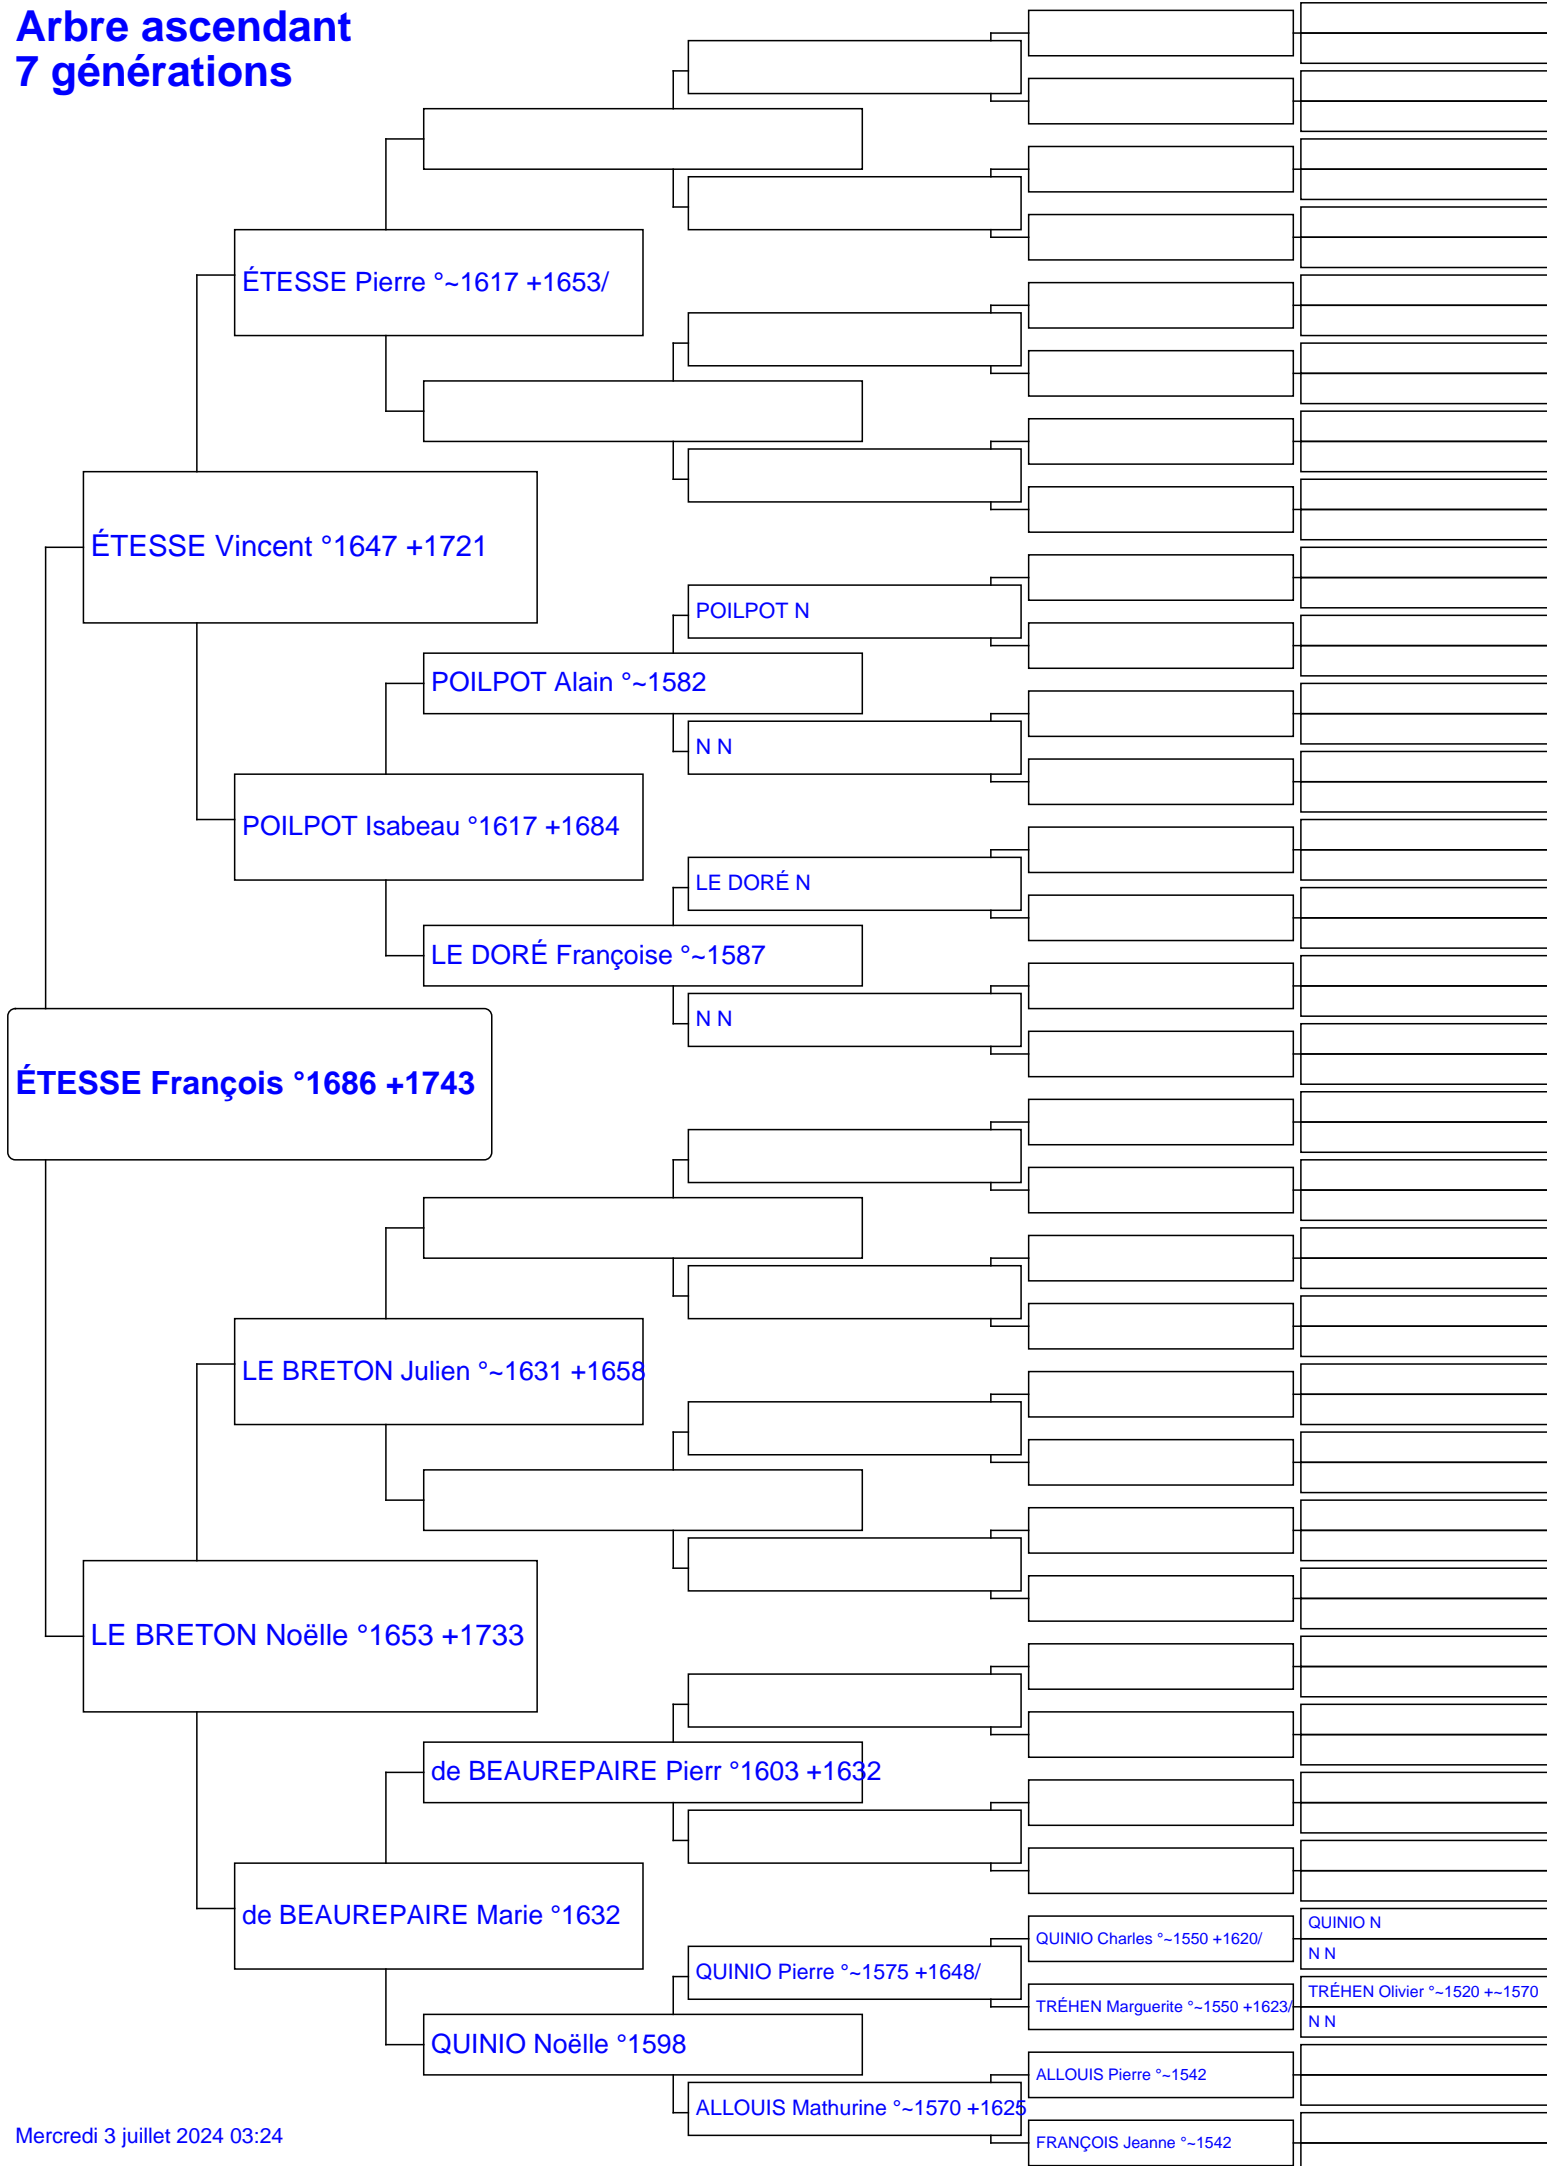 Arbre ascendant
7 générations
ÉTESSE Pierre °~1617 +1653/
ÉTESSE Vincent °1647 +1721
POILPOT N
POILPOT Alain °~1582
N N
POILPOT Isabeau °1617 +1684
LE DORÉ N
LE DORÉ Françoise °~1587
N N
ÉTESSE François °1686 +1743
LE BRETON Julien °~1631 +1658
LE BRETON Noëlle °1653 +1733
de BEAUREPAIRE Pierr °1603 +1632
de BEAUREPAIRE Marie °1632
QUINIO N
QUINIO Charles °~1550 +1620/
N N
QUINIO Pierre °~1575 +1648/
TRÉHEN Olivier °~1520 +~1570
TRÉHEN Marguerite °~1550 +1623/
N N
QUINIO Noëlle °1598
ALLOUIS Pierre °~1542
ALLOUIS Mathurine °~1570 +1625
FRANÇOIS Jeanne °~1542
Mercredi 3 juillet 2024 03:24